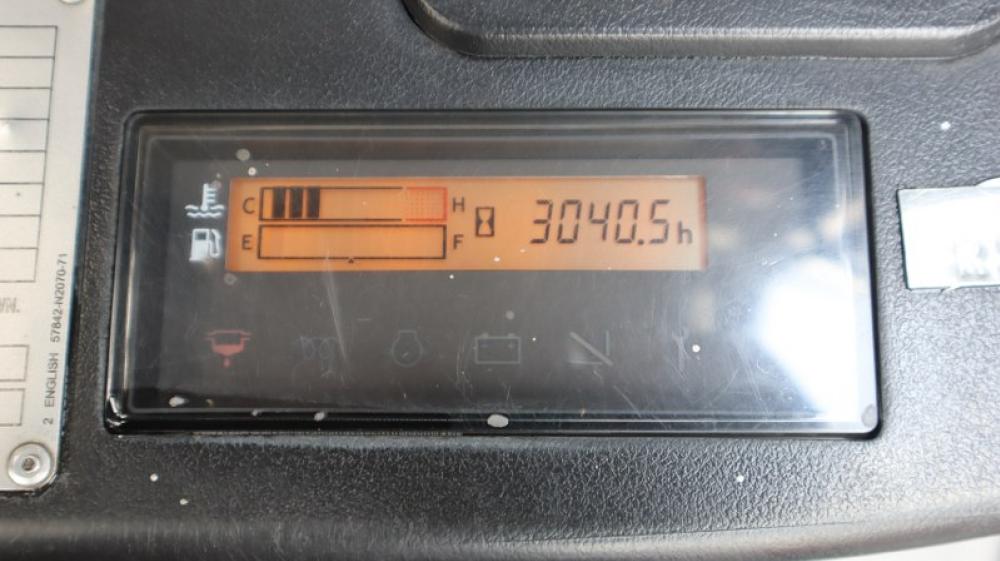 C H
3040.5h
E F
2 ENGLISH 57842-N2070-71